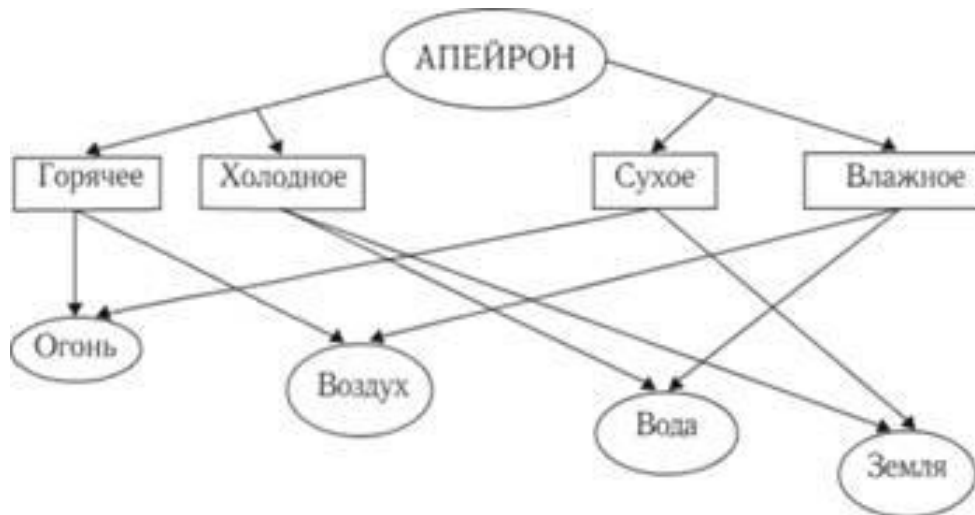 АПЕЙРОН
Горячее
Холодное
Сухое
Влажное
Огонь
Воздух
Вода
Земля